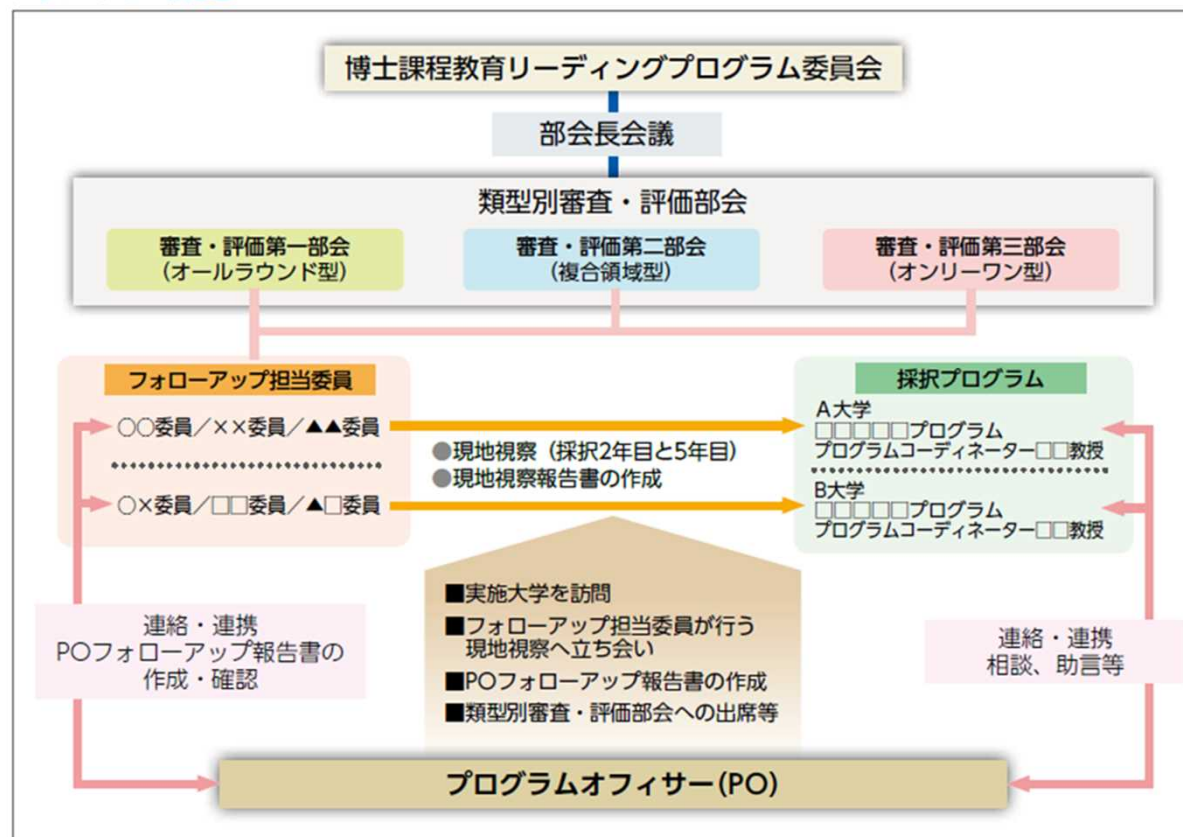 博士課程教育リーディングプログラム委員会
部会長会議
類型別審査・評価部会
審査・評価第一部会
（オールラウンド型）
審査・評価第二部会
（複合領域型）
審査・評価第三部会
（オンリーワン型）
フォローアップ担当委員
○○委員／××委員／▲▲委員
○×委員／□□委員／▲□委員
●現地視察（採択2年目と5年目）
●現地視察報告書の作成
採択プログラム
A大学
□□□□□プログラム
プログラムコーディネーター□□教授
B大学
□□□□□プログラム
プログラムコーディネーター□□教授
連絡・連携
POフォローアップ報告書の
作成・確認
■実施大学を訪問
■フォローアップ担当委員が行う
現地視察へ立ち会い
■POフォローアップ報告書の作成
■類型別審査・評価部会への出席等
連絡・連携
相談、助言等
プログラムオフィサー(PO)